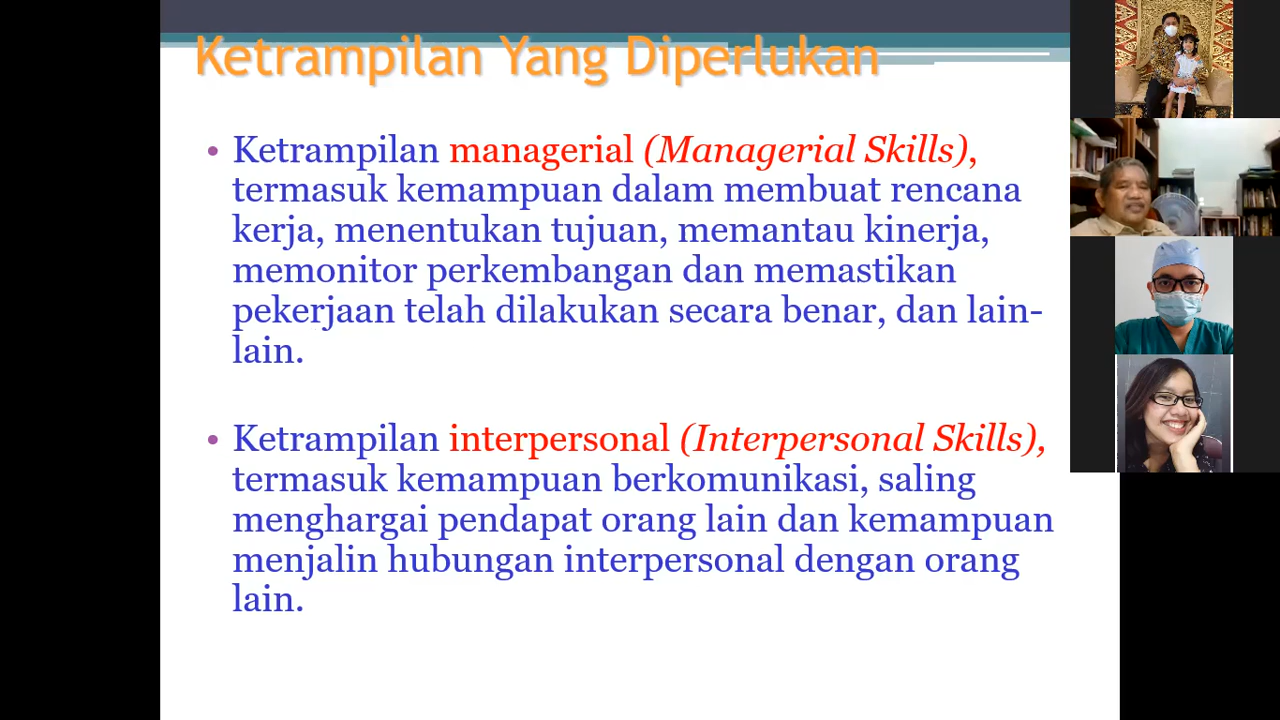 Ketrampilan Yang Diperlukan
• Ketrampilan managerial (Managerial Skills),
termasuk kemampuan dalam membuat rencana
kerja, menentukan tujuan, memantau kinerja,
memonitor perkembangan dan memastikan
pekerjaan telah dilakukan secara benar, dan lain-
lain.
• Ketrampilan interpersonal (Interpersonal Skills),
termasuk kemampuan berkomunikasi, saling
menghargai pendapat orang lain dan kemampuan
menjalin hubungan interpersonal dengan orang
lain.